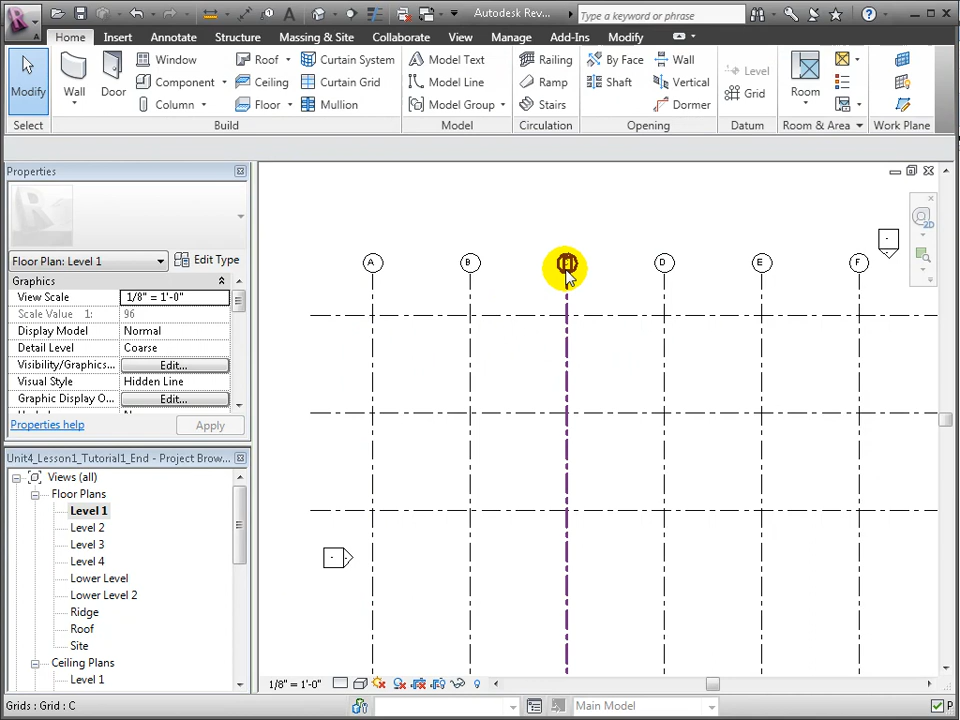 Autodesk Rev...
Type a keyword or phrase
Home Insert Annotate Structure Massing & Site Collaborate View Manage Add-Ins Modify
Modify
Wall
Door
Window
Component
Column
Roof
Ceiling
Floor
Curtain System
Curtain Grid
Mullion
Model Text
Model Line
Model Group
Railing
Ramp
Stairs
By Face
Shaft
Wall
Vertical
Dormer
Level
Grid
Room
Select Build Model Circulation Opening Datum Room & Area Work Plane
Properties
Floor Plan: Level 1
Edit Type
Graphics
View Scale 1/8" = 1'-0"
Scale Value 1: 96
Display Model Normal
Detail Level Coarse
Visibility/Graphics... Edit...
Visual Style Hidden Line
Graphic Display O... Edit...
Properties help
Apply
Unit4_Lesson1_Tutorial1_End - Project Brow...
Views (all)
Floor Plans
Level 1
Level 2
Level 3
Level 4
Lower Level
Lower Level 2
Ridge
Roof
Site
Ceiling Plans
Level 1
2D
A B D E F
1/8" = 1'-0"
Grids : Grid : C
Main Model